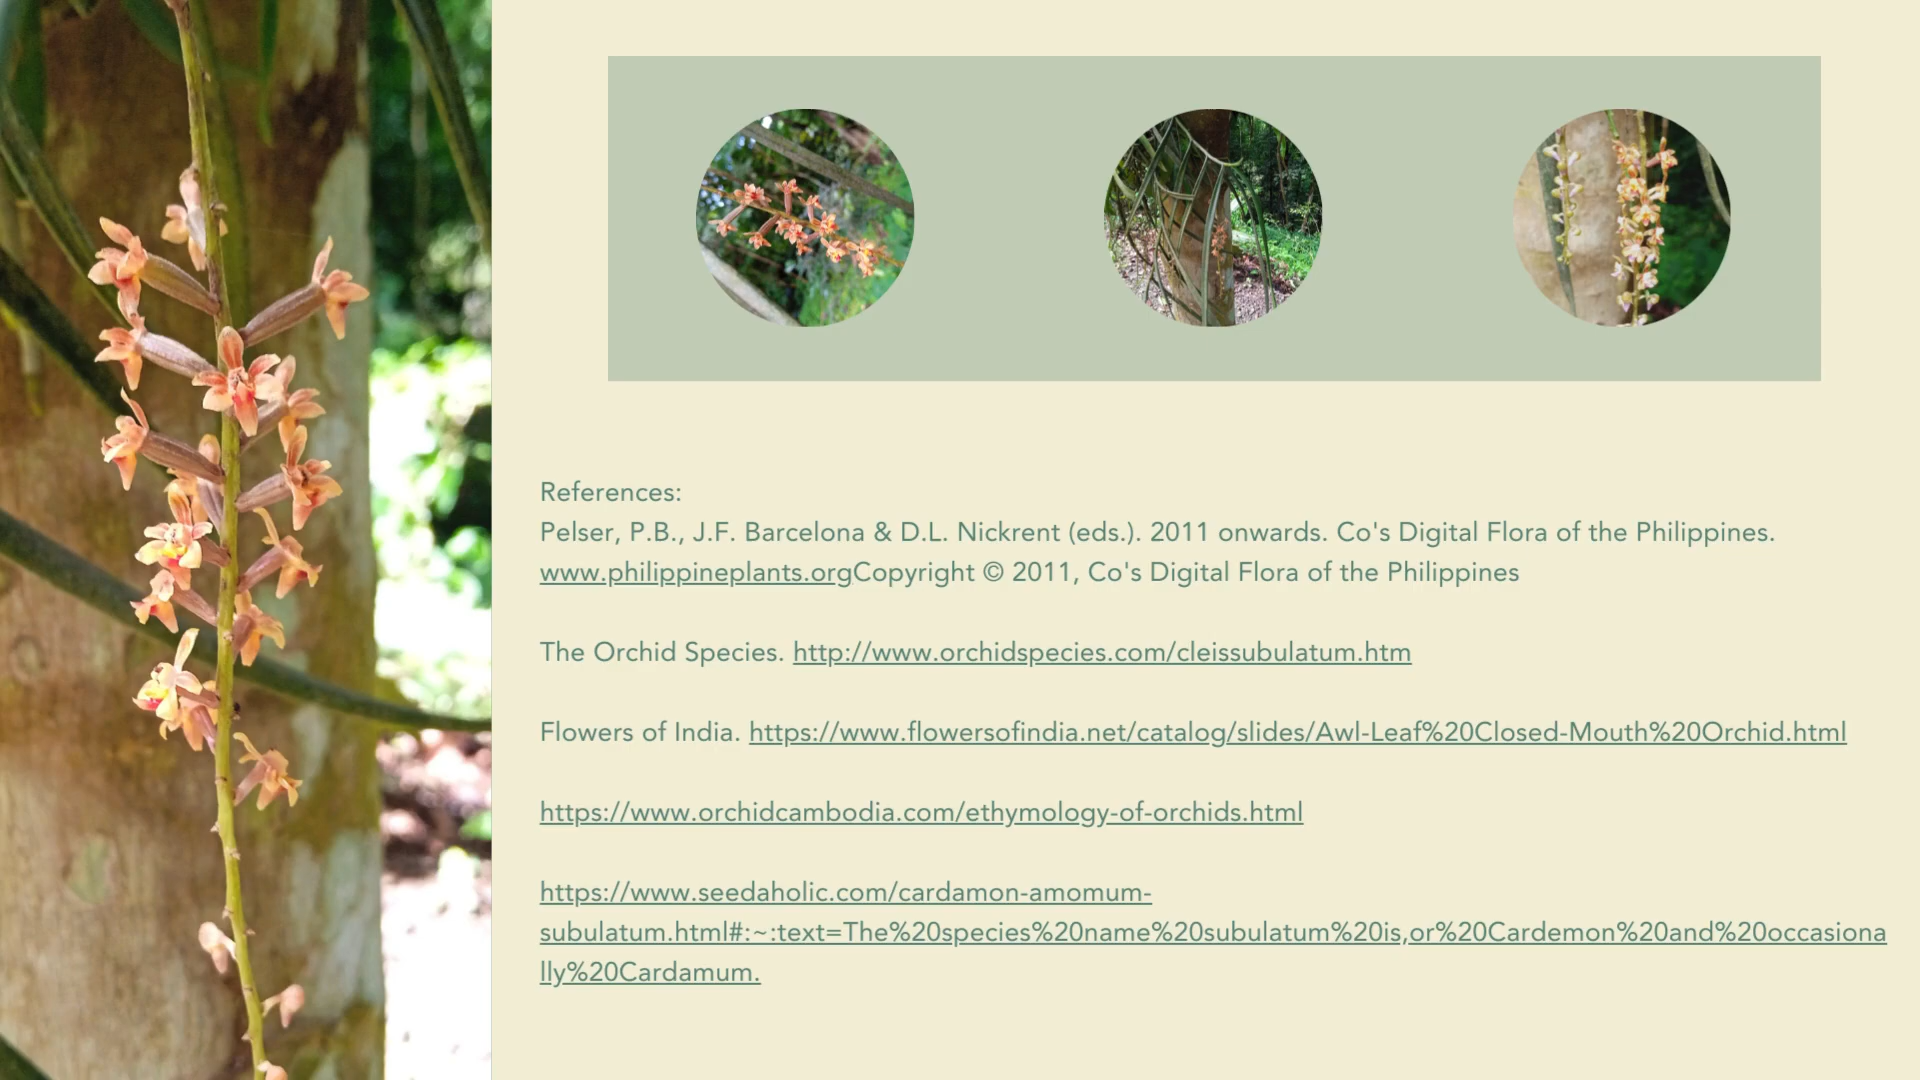 References:
Pelser, P.B., J.F. Barcelona & D.L. Nickrent (eds.). 2011 onwards. Co's Digital Flora of the Philippines.
www.philippineplants.orgCopyright © 2011, Co's Digital Flora of the Philippines
The Orchid Species. http://www.orchidspecies.com/cleissubulatum.htm
Flowers of India. https://www.flowersofindia.net/catalog/slides/Awl-Leaf%20Closed-Mouth%20Orchid.html
https://www.orchidcambodia.com/ethymology-of-orchids.html
https://www.seedaholic.com/cardamon-amomum-
subulatum.html#:~:text=The%20species%20name%20subulatum%20is,or%20Cardemon%20and%20occasiona
lly%20Cardamum.